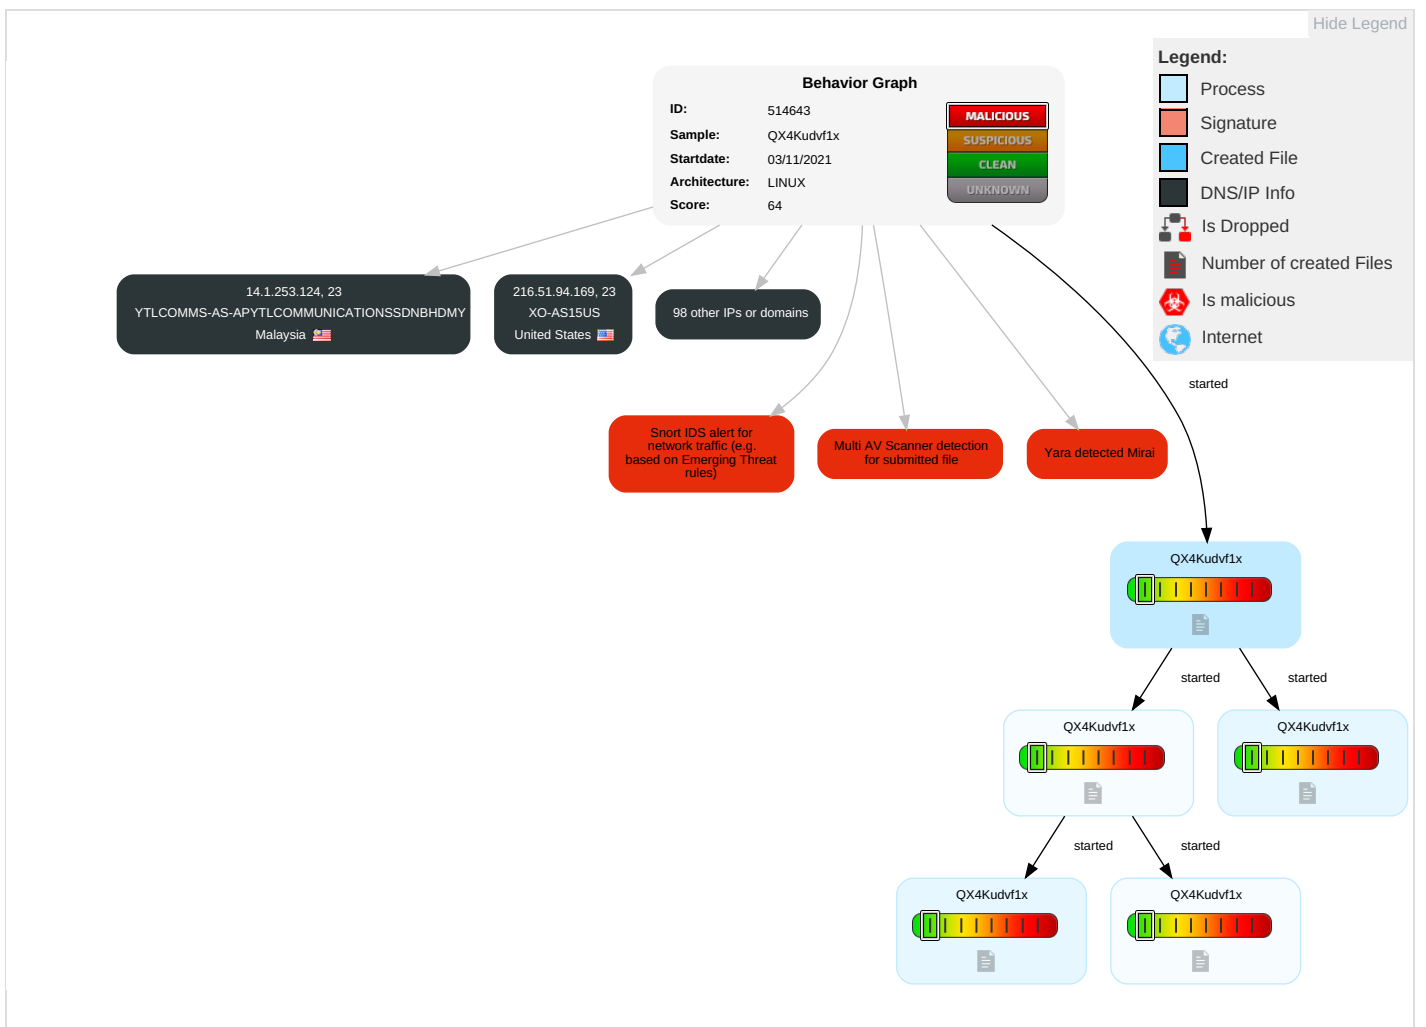 Hide Legend
Legend:
Process
Signature
Created File
DNS/IP Info
Is Dropped
Number of created Files
Is malicious
Internet
Behavior Graph
ID: 514643
Sample: QX4Kudvf1x
Startdate: 03/11/2021
Architecture: LINUX
Score: 64
MALICIOUS
SUSPICIOUS
CLEAN
UNKNOWN
14.1.253.124, 23
YTLCOMMS-AS-APYTLCOMMUNICATIONSSDNBHDMY
Malaysia
216.51.94.169, 23
XO-AS15US
United States
98 other IPs or domains
started
Snort IDS alert for
network traffic (e.g.
based on Emerging Threat
rules)
Multi AV Scanner detection
for submitted file
Yara detected Mirai
QX4Kudvf1x
started
started
QX4Kudvf1x
QX4Kudvf1x
started
started
QX4Kudvf1x
QX4Kudvf1x